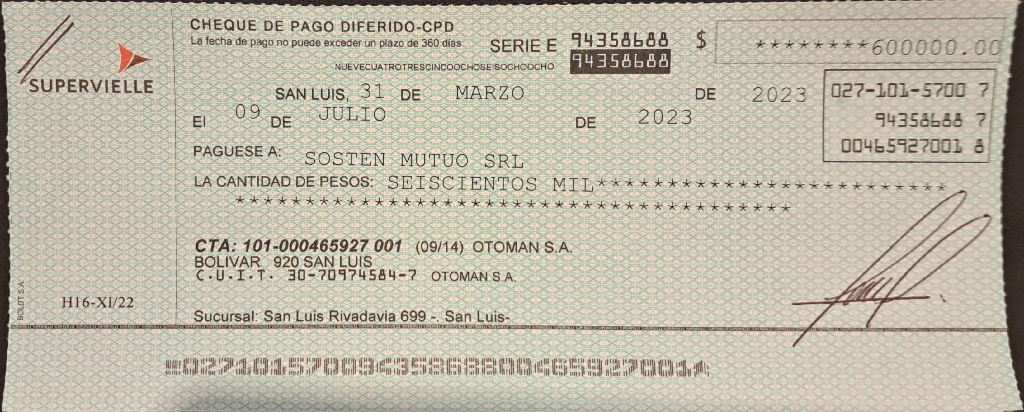 CHEQUE DE PAGO DIFERIDO-CPD
La fecha de pago no puede exceder un plazo de 360 días
SERIE E 94358688 $ ********600000.00
94358688
NUEVECUATROTRESCINCOOCHOSEISOCHOOCHO
SUPERVIELLE
SAN LUIS, 31 DE MARZO DE 2023
027-101-5700 7
El 09 DE JULIO DE 2023
94358688 7
00465927001 8
PAGUESE A: SOSTEN MUTUO SRL
LA CANTIDAD DE PESOS: SEISCIENTOS MIL**************************
******************************************
CTA: 101-000465927 001 (09/14) OTOMAN S.A.
BOLIVAR 920 SAN LUIS
C.U.I.T. 30-70974584-7 OTOMAN S.A.
BOLDT S.A.
H16-XI/22
Sucursal: San Luis Rivadavia 699 -. San Luis-